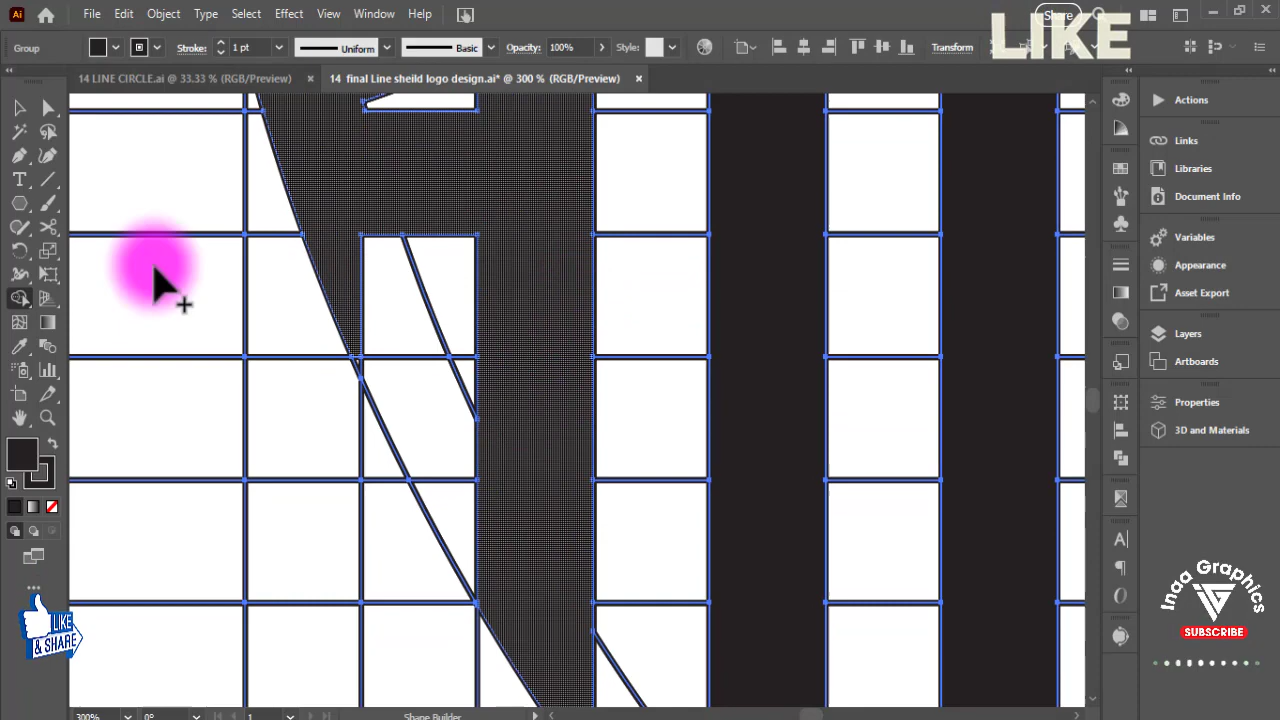 Ai File Edit Object Type Select Effect View Window Help Share
LIKE
Group Stroke: 1 pt Uniform Basic Opacity: 100% Style: Transform
14 LINE CIRCLE.ai @ 33.33 % (RGB/Preview) × 14 final Line sheild logo design.ai* @ 300 % (RGB/Preview) ×
Actions
Links
Libraries
Document Info
Variables
Appearance
Asset Export
Layers
Artboards
Properties
3D and Materials
LIKE
& SHARE
Inaa Graphics
SUBSCRIBE
300% 0° 1 Shape Builder